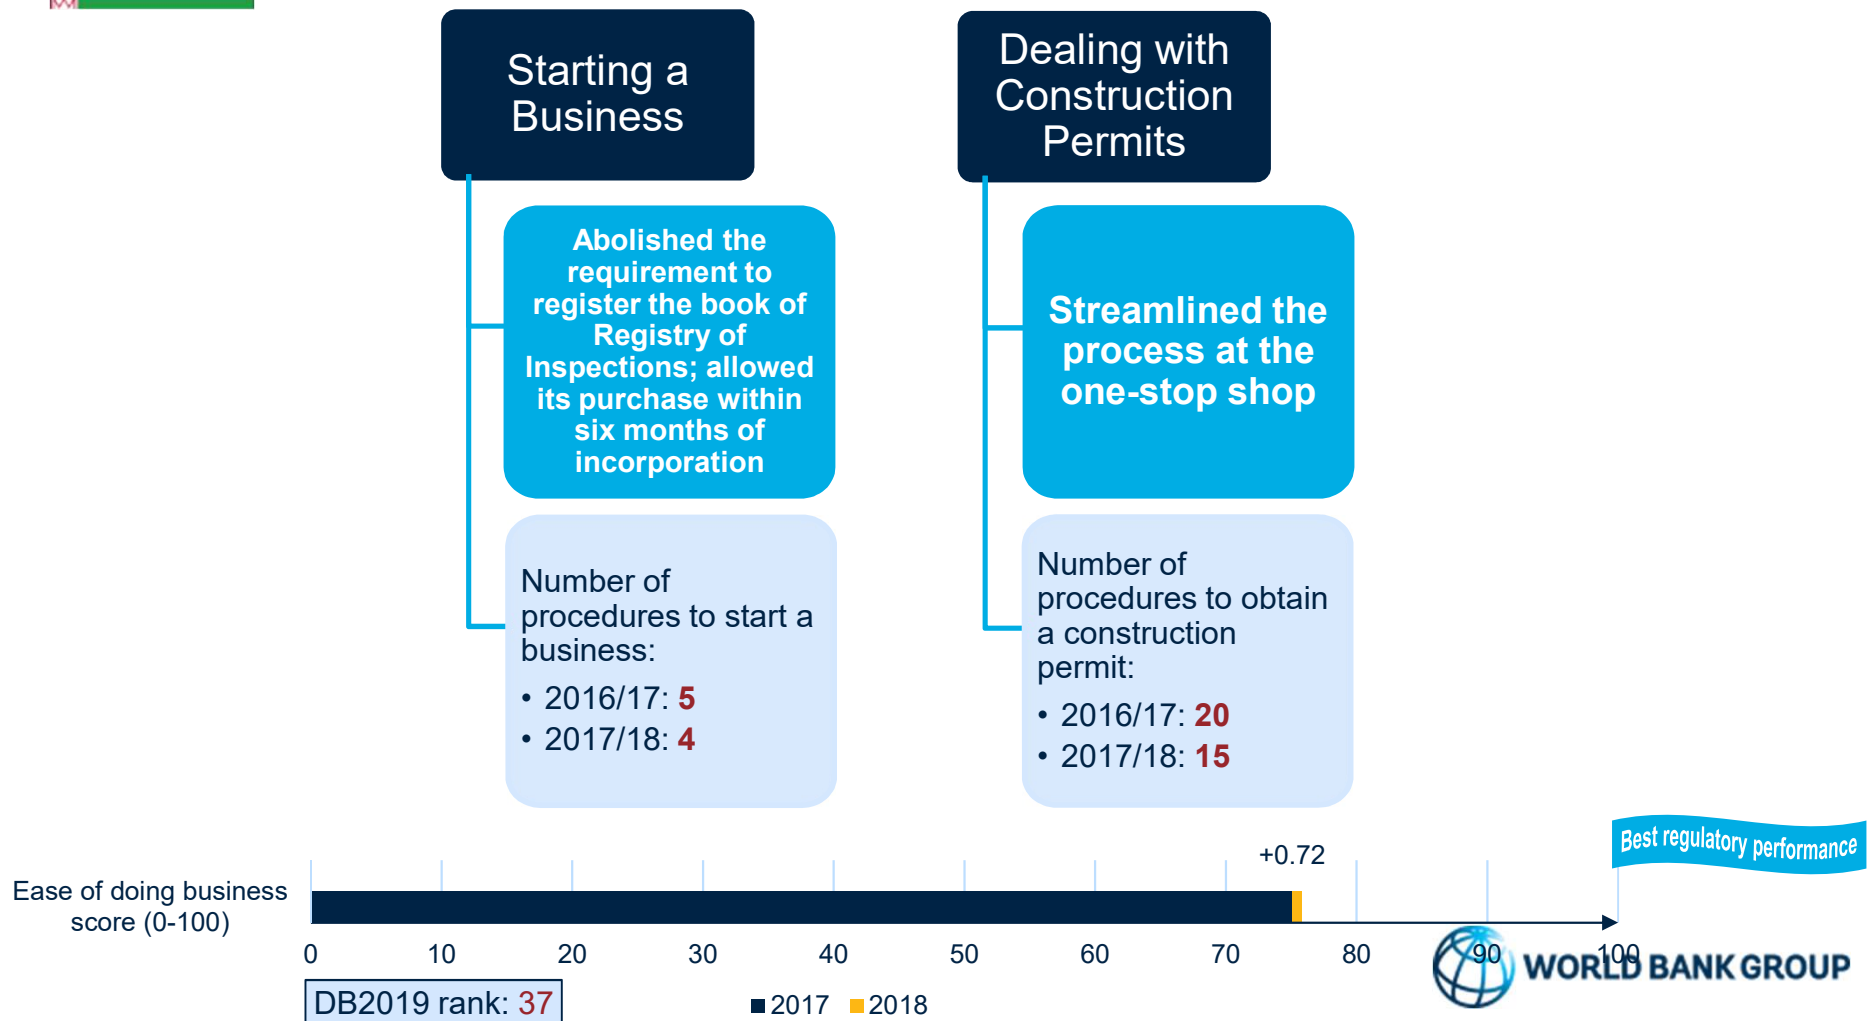 Starting a
Business
Dealing with
Construction
Permits
Abolished the
requirement to
register the book of
Registry of
Inspections; allowed
its purchase within
six months of
incorporation
Streamlined the
process at the
one-stop shop
Number of
procedures to start a
business:
• 2016/17: 5
• 2017/18: 4
Number of
procedures to obtain
a construction
permit:
• 2016/17: 20
• 2017/18: 15
Best regulatory performance
+0.72
Ease of doing business
score (0-100)
0 10 20 30 40 50 60 70 80 90 100
WORLD BANK GROUP
DB2019 rank: 37
2017 2018